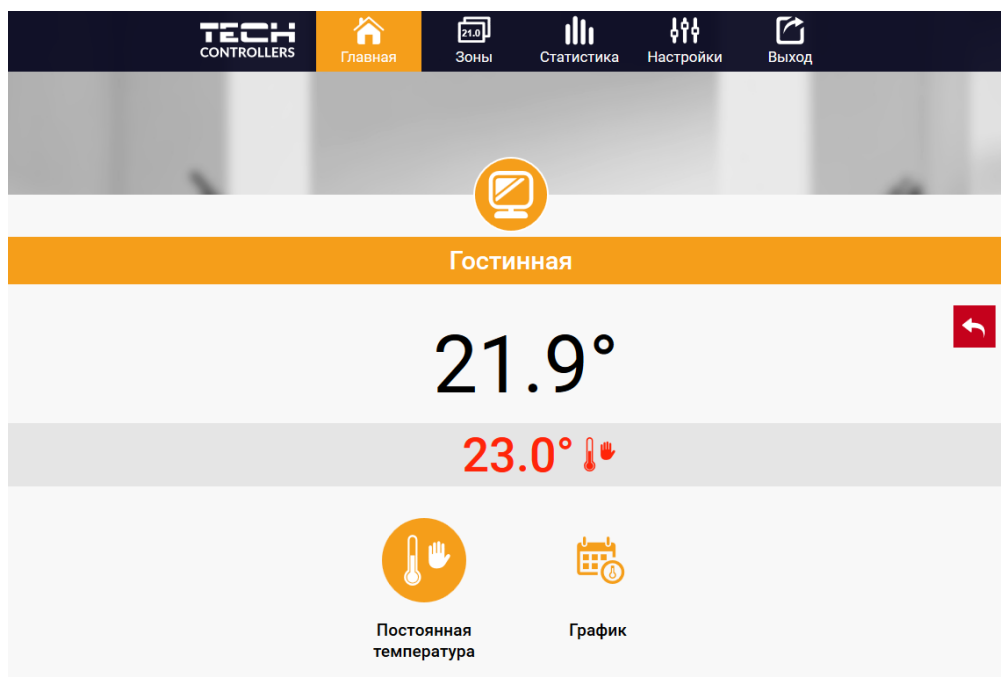 TECH
CONTROLLERS
Главная
21.0
Зоны
Статистика
Настройки
Выход
Гостинная
21.9°
23.0°
Постоянная
температура
График